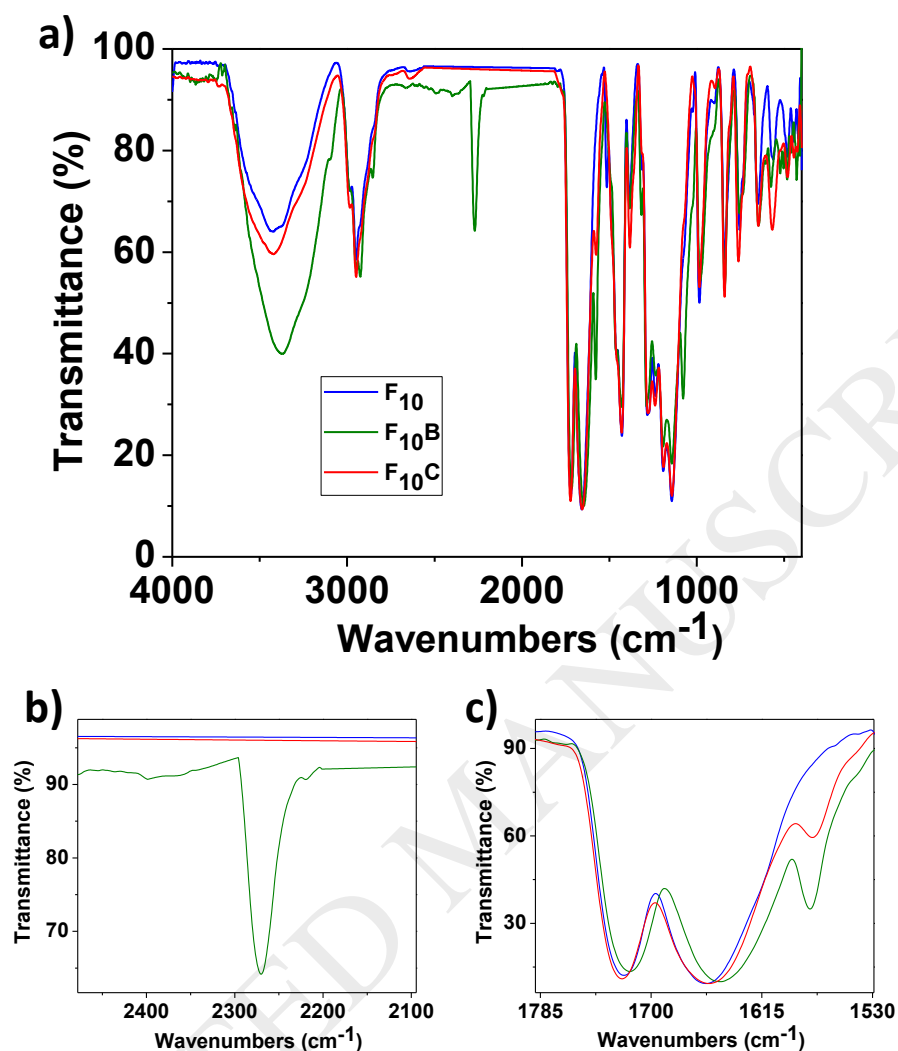 a)
100
80
60
40
20
0
Transmittance (%)
F10
F10B
F10C
4000 3000 2000 1000
Wavenumbers (cm-1)
b)
90
80
70
Transmittance (%)
2400 2300 2200 2100
Wavenumbers (cm-1)
c)
90
60
30
Transmittance (%)
1785 1700 1615 1530
Wavenumbers (cm-1)
TED MANUSCR